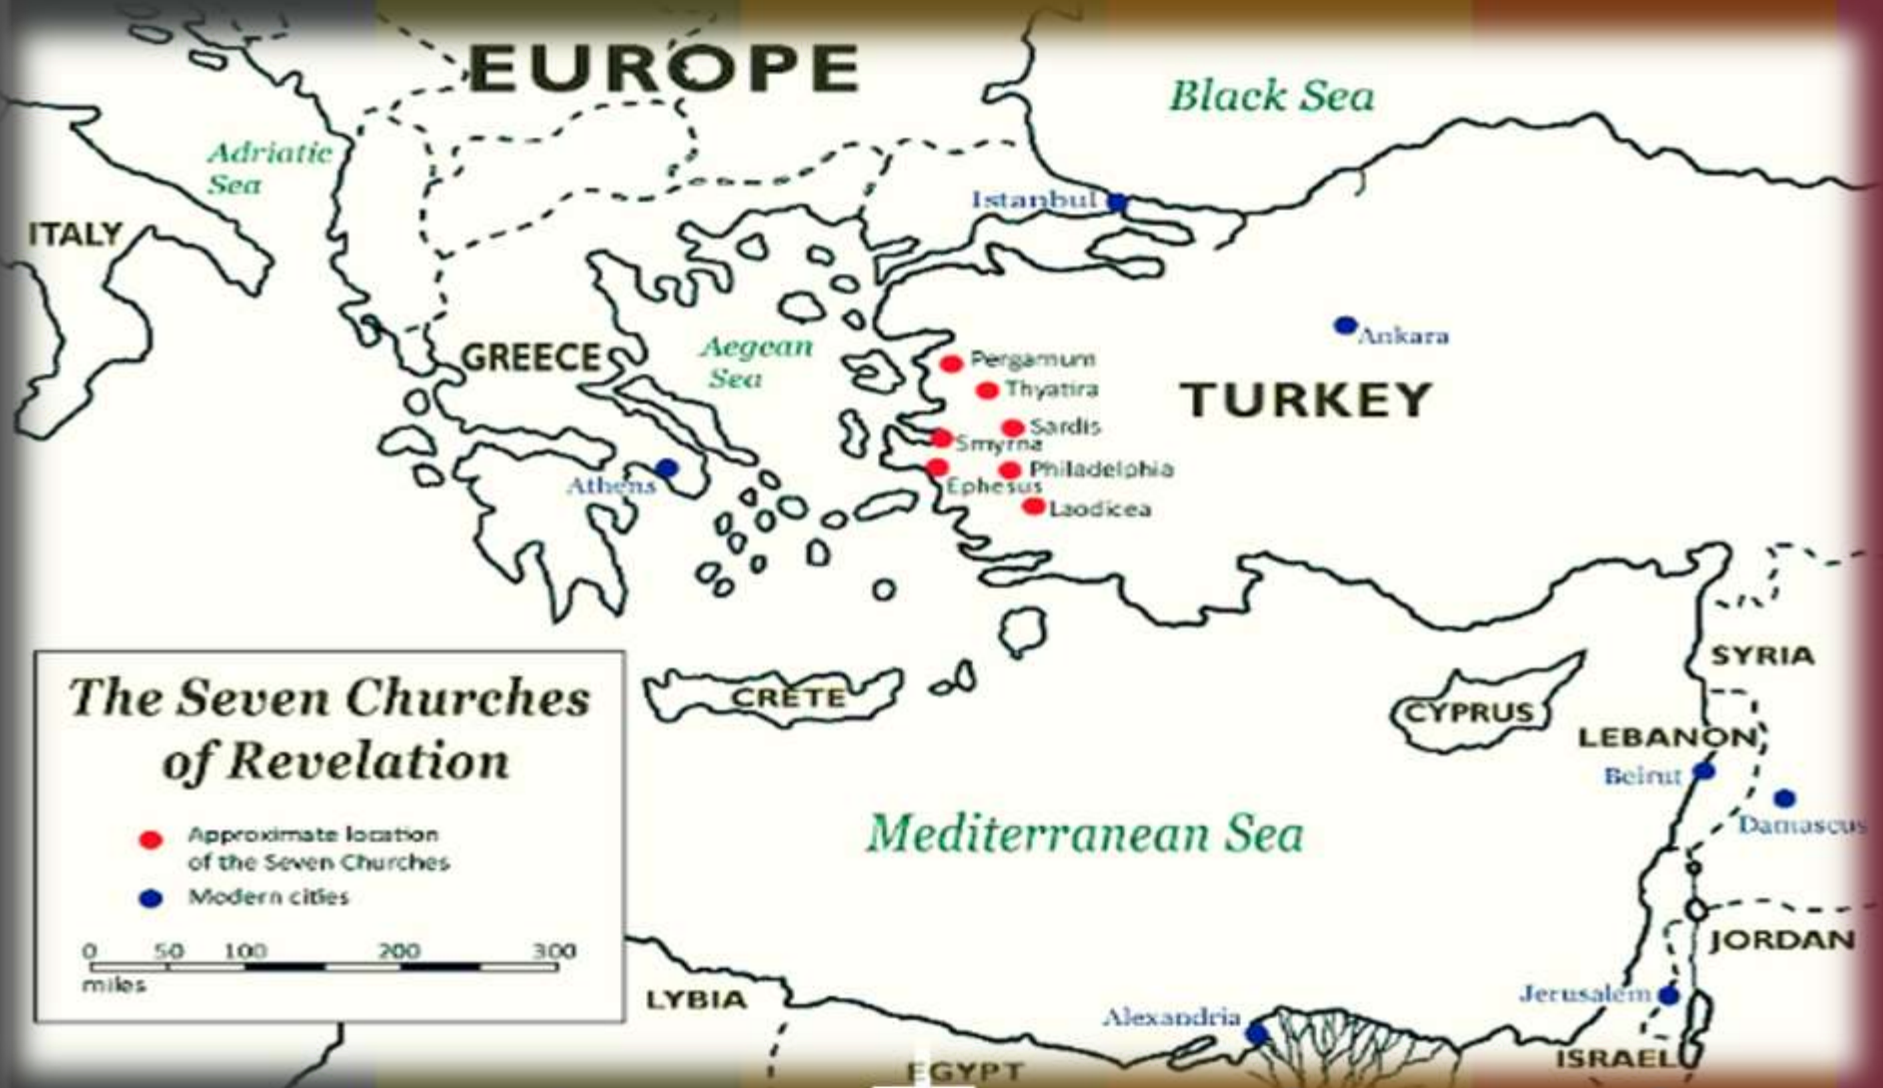 EUROPE
Black Sea
Adriatic
Sea
Istanbul
ITALY
Ankara
GREECE
Aegean
Sea
Pergamum
Thyatira
TURKEY
Sardis
Smyrna
Philadelphia
Athens
Ephesus
Laodicea
SYRIA
CRETE
CYPRUS
LEBANON
Beirut
Damascus
Mediterranean Sea
The Seven Churches
of Revelation
Approximate location
of the Seven Churches
Modern cities
0 50 100 200 300
miles
JORDAN
LYBIA
Jerusalem
Alexandria
ISRAEL
EGYPT